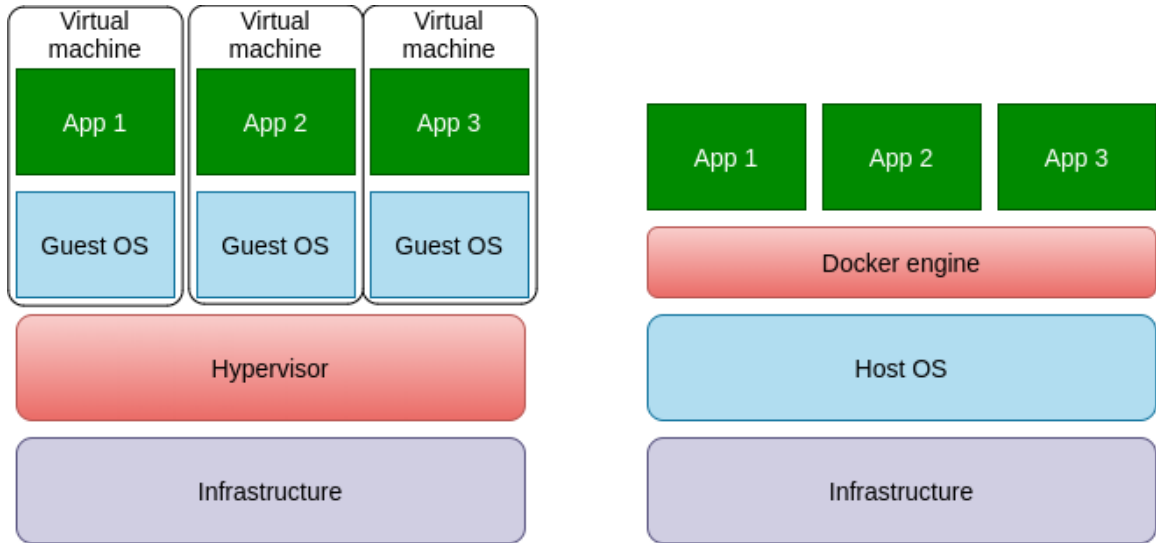 Virtual
machine
Virtual
machine
Virtual
machine
App 1
App 2
App 3
Guest OS
Guest OS
Guest OS
Hypervisor
Infrastructure
App 1
App 2
App 3
Docker engine
Host OS
Infrastructure